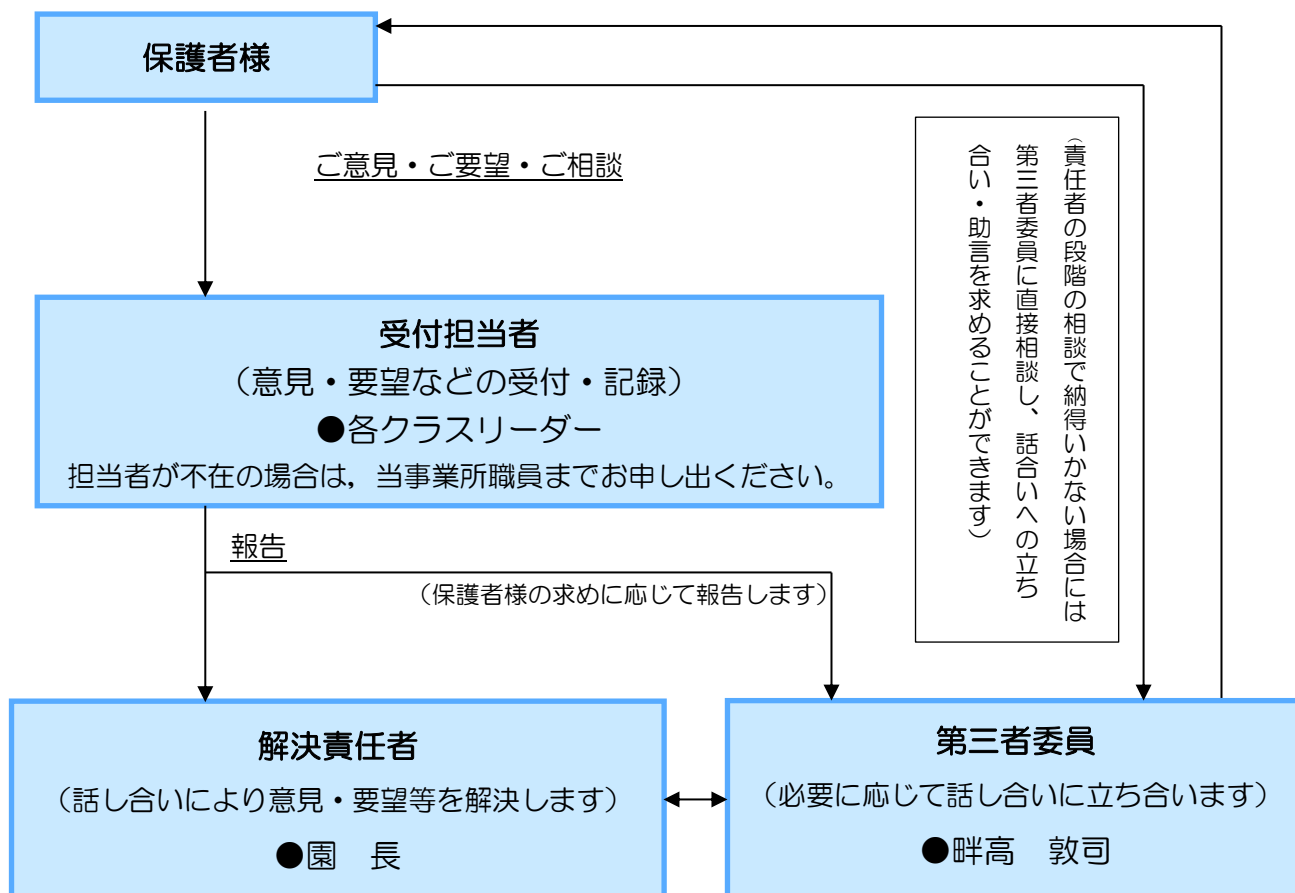 保護者様
ご意見・ご要望・ご相談
（責任者の段階の相談で納得いかない場合には
第三者委員に直接相談し、話合いへの立ち
合い・助言を求めることができます）
受付担当者
（意見・要望などの受付・記録）
●各クラスリーダー
担当者が不在の場合は，当事業所職員までお申し出ください。
報告
（保護者様の求めに応じて報告します）
解決責任者
（話し合いにより意見・要望等を解決します）
●園　長
第三者委員
（必要に応じて話し合いに立ち合います）
●畔高　敦司